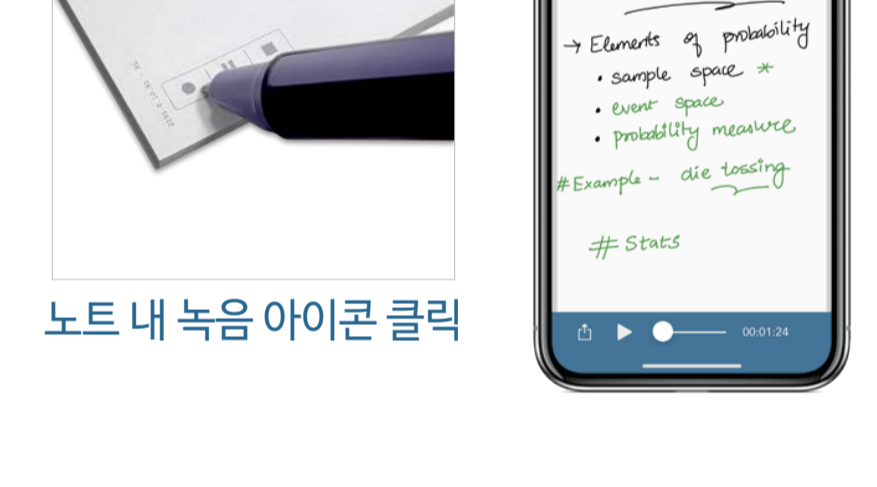 → Elements of probability
• sample space *
• event space
• probability measure
#Example - die tossing
# Stats
00:01:24
노트 내 녹음 아이콘 클릭